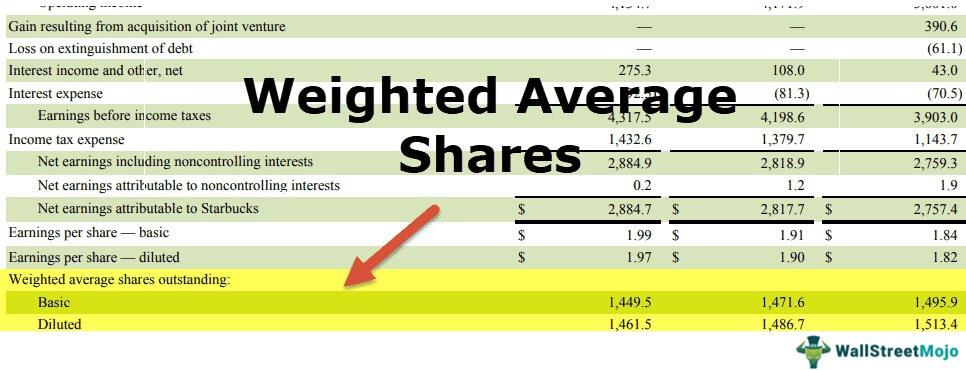 Gain resulting from acquisition of joint venture — — 390.6
Loss on extinguishment of debt — — (61.1)
Interest income and other, net 275.3 108.0 43.0
Weighted Average
Shares
Interest expense (81.3) (70.5)
Earnings before income taxes 4,317.5 4,198.6 3,903.0
Income tax expense 1,432.6 1,379.7 1,143.7
Net earnings including noncontrolling interests 2,884.9 2,818.9 2,759.3
Net earnings attributable to noncontrolling interests 0.2 1.2 1.9
Net earnings attributable to Starbucks $ 2,884.7 $ 2,817.7 $ 2,757.4
Earnings per share — basic $ 1.99 $ 1.91 $ 1.84
Earnings per share — diluted $ 1.97 $ 1.90 $ 1.82
Weighted average shares outstanding:
Basic 1,449.5 1,471.6 1,495.9
Diluted 1,461.5 1,486.7 1,513.4
WallStreetMojo